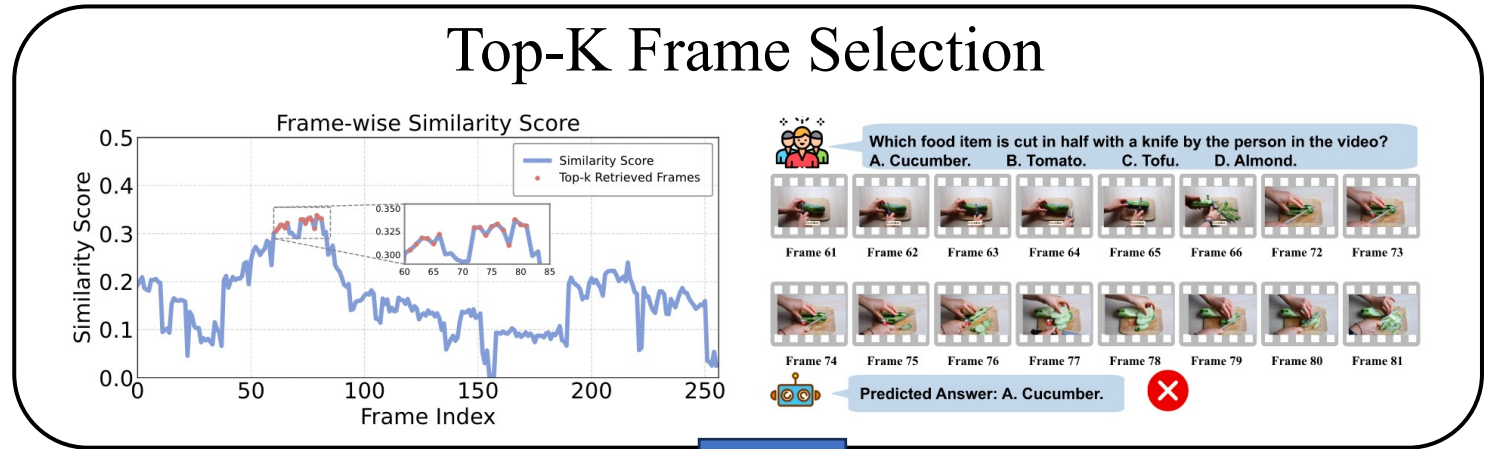 Top-K Frame Selection
Frame-wise Similarity Score
0.5
0.4
0.3
0.2
0.1
0.0
Similarity Score
Similarity Score
Top-k Retrieved Frames
0.350
0.325
0.300
60 65 70 75 80 85
0 50 100 150 200 250
Frame Index
Which food item is cut in half with a knife by the person in the video?
A. Cucumber. B. Tomato. C. Tofu. D. Almond.
Frame 61 Frame 62 Frame 63 Frame 64 Frame 65 Frame 66 Frame 72 Frame 73
Frame 74 Frame 75 Frame 76 Frame 77 Frame 78 Frame 79 Frame 80 Frame 81
Predicted Answer: A. Cucumber.